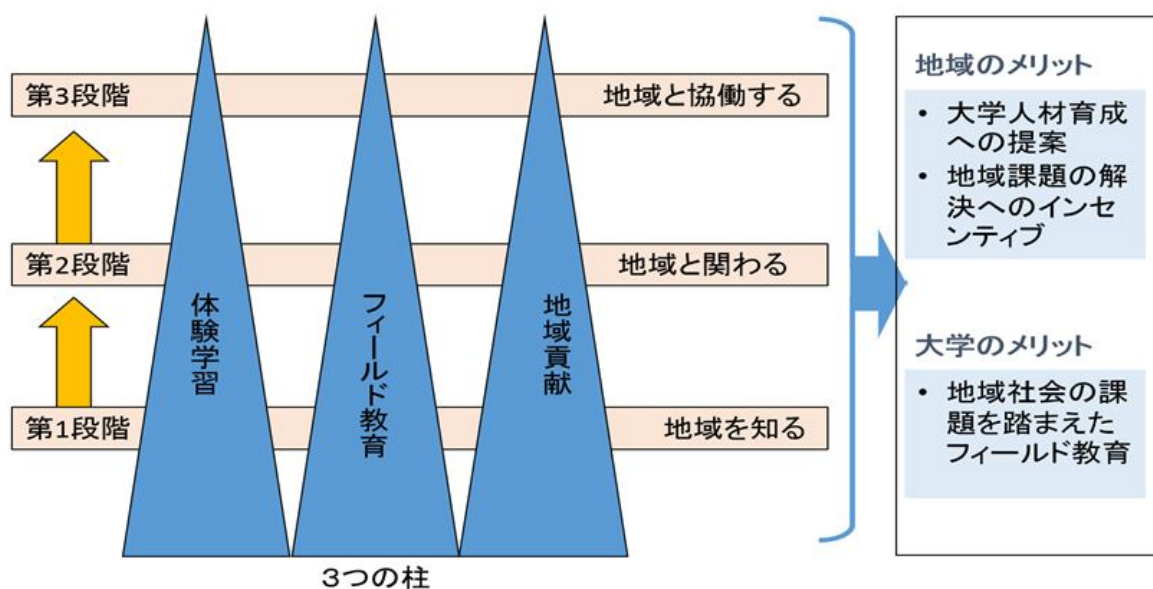 第3段階 地域と協働する
第2段階 地域と関わる
第1段階 地域を知る
体験学習
フィールド教育
地域貢献
3つの柱
地域のメリット
• 大学人材育成
への提案
• 地域課題の解
決へのインセ
ンティブ
大学のメリット
• 地域社会の課
題を踏まえた
フィールド教育